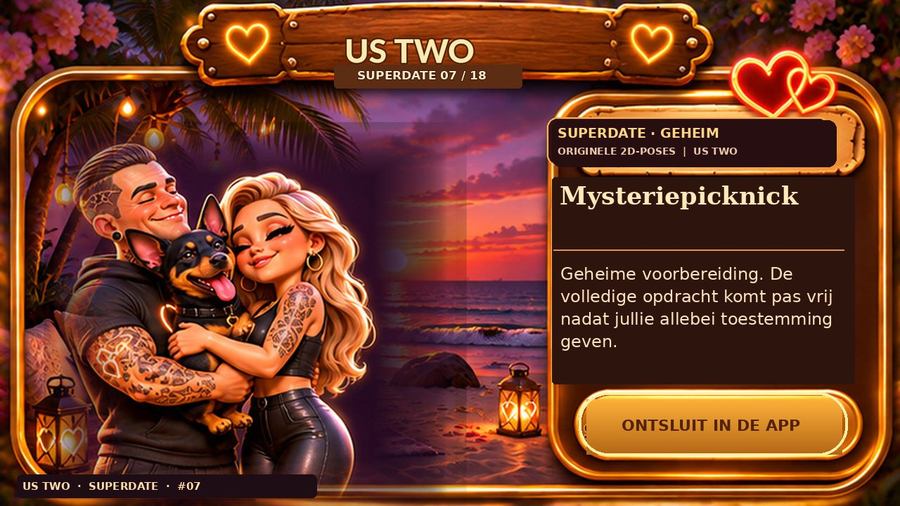 US TWO
SUPERDATE 07 / 18
SUPERDATE · GEHEIM
ORIGINELE 2D-POSES | US TWO
Mysteriepicknick
Geheime voorbereiding. De
volledige opdracht komt pas vrij
nadat jullie allebei toestemming
geven.
ONTSLUIT IN DE APP
US TWO · SUPERDATE · #07